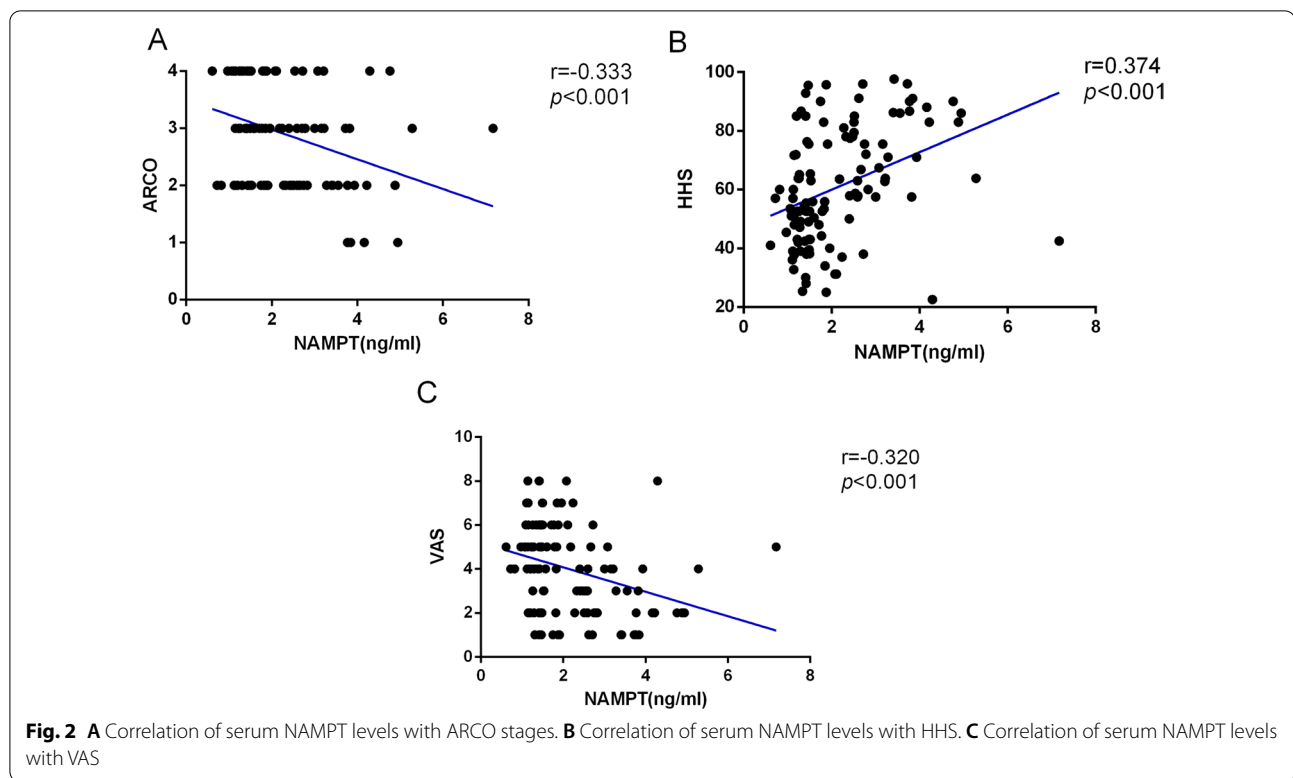 A
r=-0.333
p<0.001
ARCO
4
3
2
1
0
0 2 4 6 8
NAMPT(ng/ml)
B
r=0.374
p<0.001
HHS
100
80
60
40
20
0 2 4 6 8
NAMPT(ng/ml)
C
r=-0.320
p<0.001
VAS
10
8
6
4
2
0
0 2 4 6 8
NAMPT(ng/ml)
Fig. 2 A Correlation of serum NAMPT levels with ARCO stages. B Correlation of serum NAMPT levels with HHS. C Correlation of serum NAMPT levels
with VAS